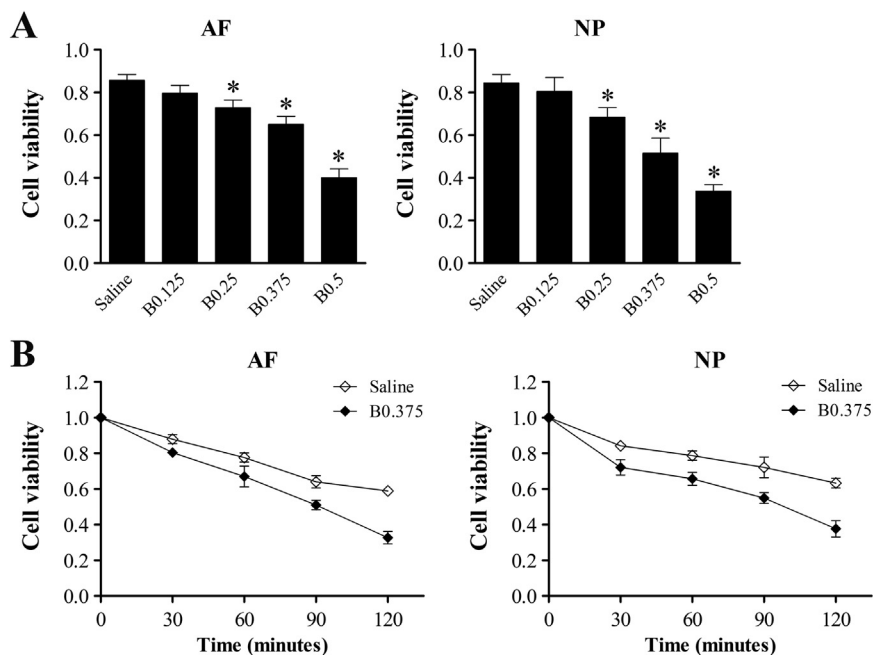 A
AF
Cell viability
1.0
0.8
0.6
0.4
0.2
0.0
*
*
*
Saline
B0.125
B0.25
B0.375
B0.5
NP
Cell viability
1.0
0.8
0.6
0.4
0.2
0.0
*
*
*
Saline
B0.125
B0.25
B0.375
B0.5
B
AF
Cell viability
1.2
1.0
0.8
0.6
0.4
0.2
0.0
Saline
B0.375
0 30 60 90 120
Time (minutes)
NP
Cell viability
1.2
1.0
0.8
0.6
0.4
0.2
0.0
Saline
B0.375
0 30 60 90 120
Time (minutes)